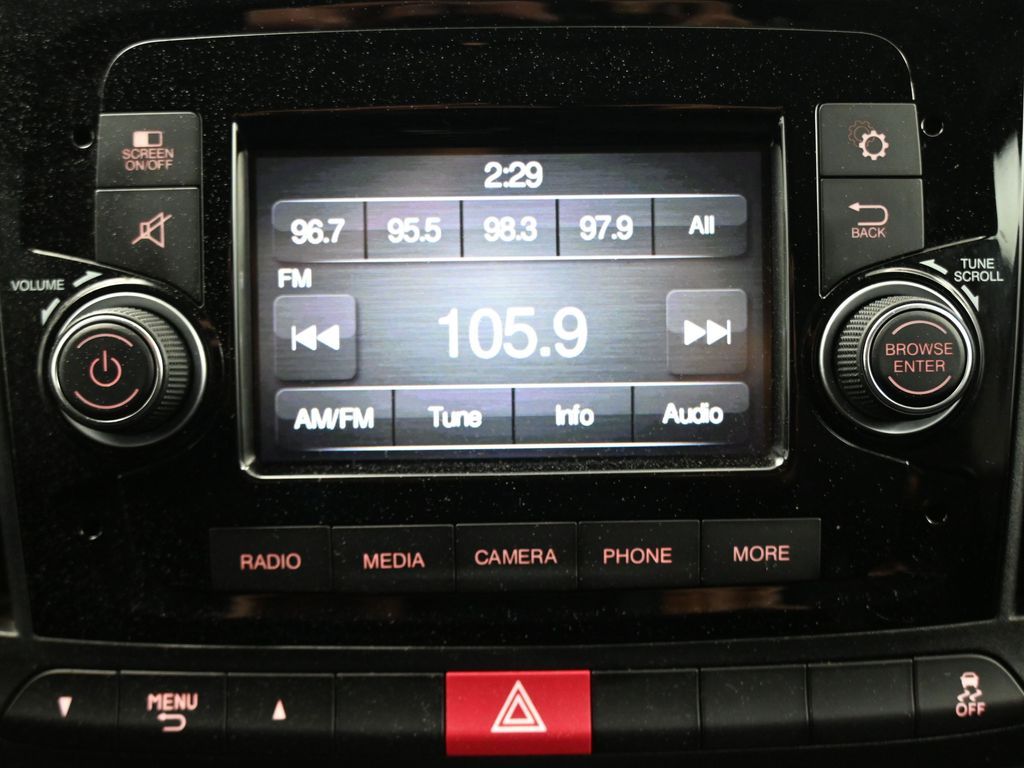 2:29
SCREEN
ON/OFF
96.7 95.5 98.3 97.9 All
BACK
FM
VOLUME
TUNE
SCROLL
105.9
BROWSE
ENTER
AM/FM Tune Info Audio
RADIO MEDIA CAMERA PHONE MORE
MENU
OFF